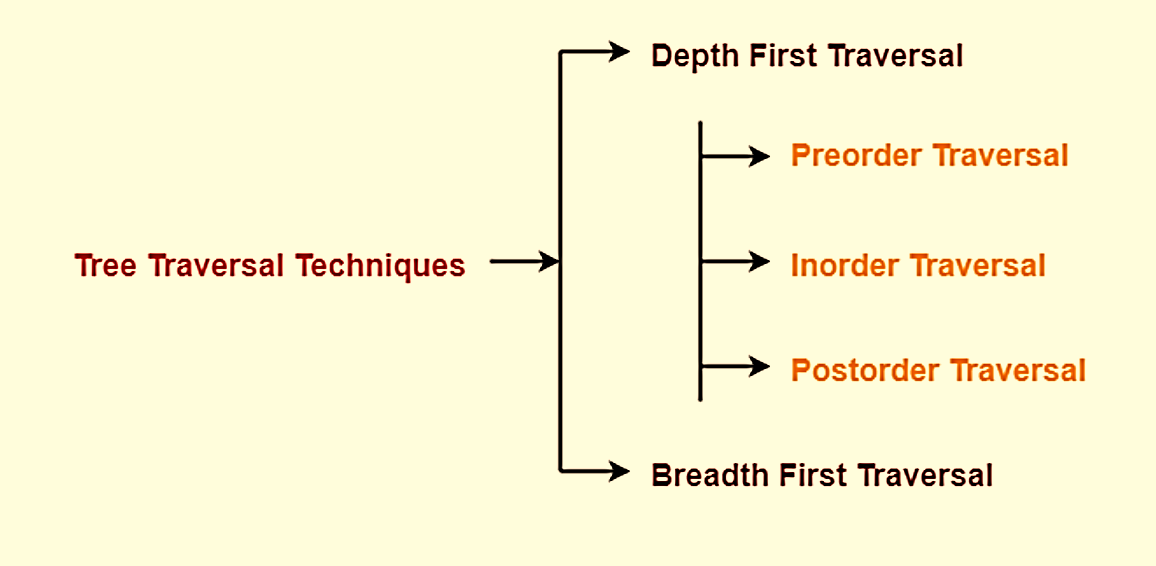 Depth First Traversal
Preorder Traversal
Tree Traversal Techniques
Inorder Traversal
Postorder Traversal
Breadth First Traversal